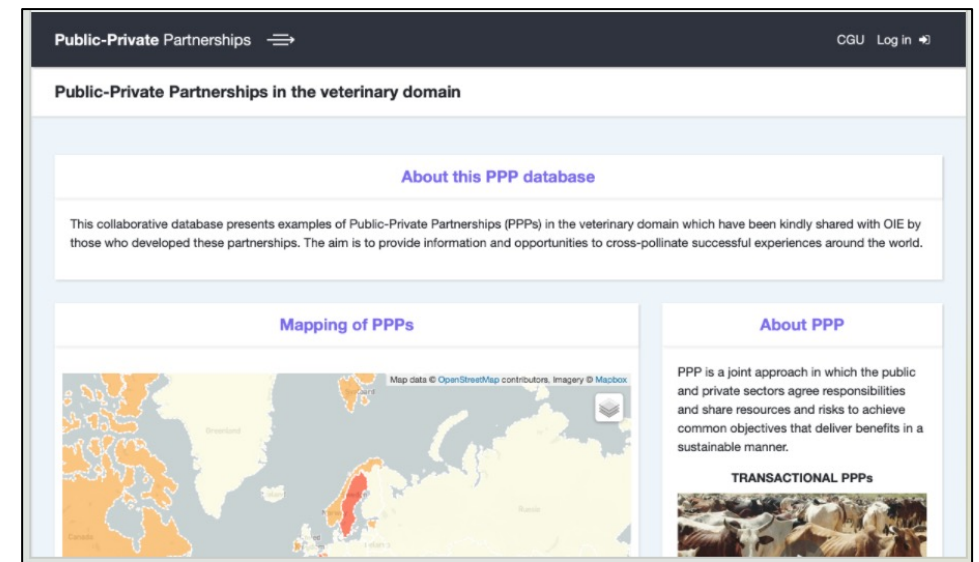 Public-Private Partnerships
CGU Log in
Public-Private Partnerships in the veterinary domain
About this PPP database
This collaborative database presents examples of Public-Private Partnerships (PPPs) in the veterinary domain which have been kindly shared with OIE by
those who developed these partnerships. The aim is to provide information and opportunities to cross-pollinate successful experiences around the world.
Mapping of PPPs
Map data © OpenStreetMap contributors, Imagery © Mapbox
Greenland
Canada
Russia
About PPP
PPP is a joint approach in which the public
and private sectors agree responsibilities
and share resources and risks to achieve
common objectives that deliver benefits in a
sustainable manner.
TRANSACTIONAL PPPs